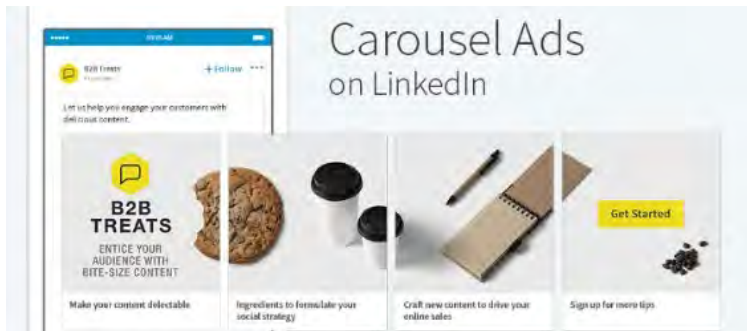 Carousel Ads
on LinkedIn
B2B Treats
+ Follow
Let us help you engage your customers with
delicious content.
B2B
TREATS
ENTICE YOUR
AUDIENCE WITH
BITE-SIZE CONTENT
Get Started
Make your content delectable
Ingredients to formulate your
social strategy
Craft new content to drive your
online sales
Sign up for more tips